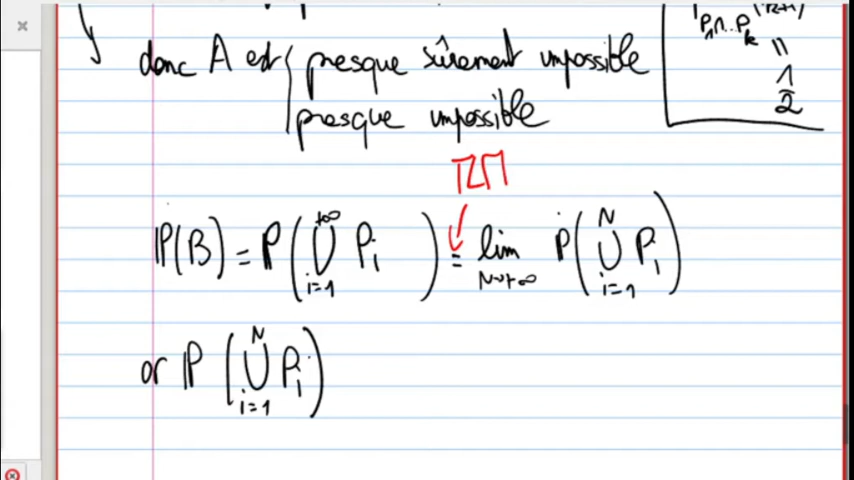 P₁∩...Pₖ
"
1/2
donc A est { presque sûrement impossible
presque impossible
ℙ(B) = ℙ(⋃_{i=1}^{+∞} Pᵢ) = lim_{N→+∞} ℙ(⋃_{i=1}^{N} Pᵢ)
or ℙ(⋃_{i=1}^{N} Pᵢ)